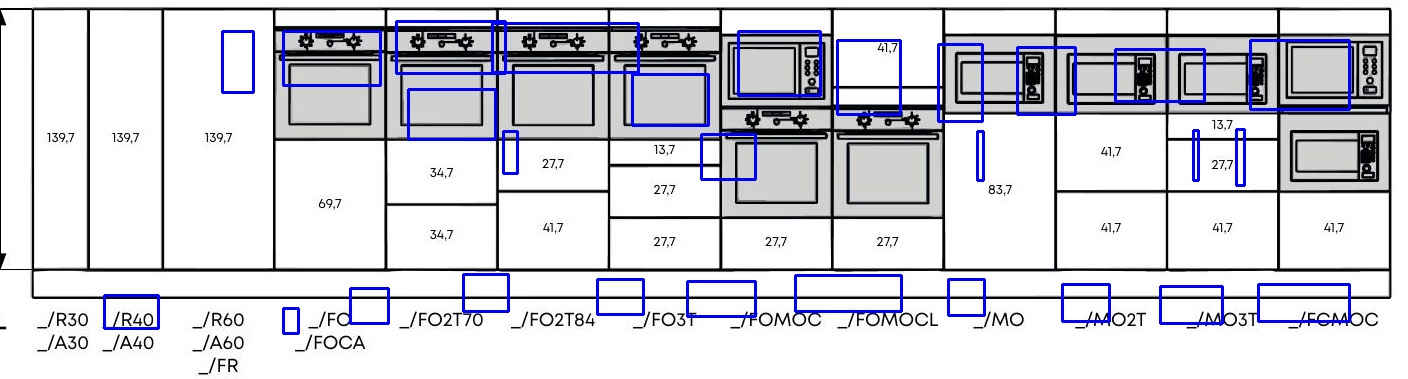 41,7
13,7
139,7 139,7 139,7
13,7 41,7
27,7 27,7
34,7
27,7 83,7
69,7
41,7 41,7 41,7 41,7
34,7
27,7 27,7 27,7
_/R30 _/R40 _/R60 _/FO _/FO2T70 _/FO2T84 _/FO3T _/FOMOC _/FOMOCL _/MO _/MO2T _/MO3T _/FCMOC
_/A30 _/A40 _/A60 _/FOCA
_/FR